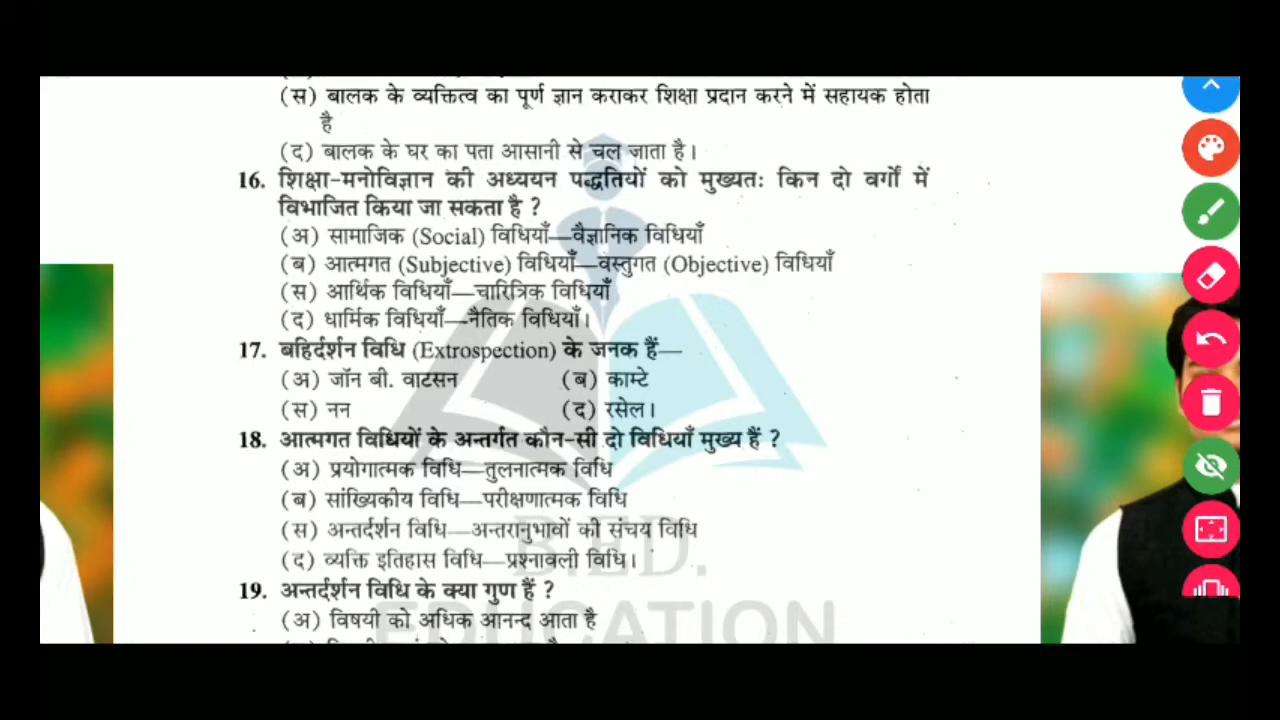 (स) बालक के व्यक्तित्व का पूर्ण ज्ञान कराकर शिक्षा प्रदान करने में सहायक होता
है
(द) बालक के घर का पता आसानी से चल जाता है।
16. शिक्षा-मनोविज्ञान की अध्ययन पद्धतियों को मुख्यतः किन दो वर्गों में
विभाजित किया जा सकता है ?
(अ) सामाजिक (Social) विधियाँ—वैज्ञानिक विधियाँ
(ब) आत्मगत (Subjective) विधियाँ—वस्तुगत (Objective) विधियाँ
(स) आर्थिक विधियाँ—चारित्रिक विधियाँ
(द) धार्मिक विधियाँ—नैतिक विधियाँ।
17. बहिर्दर्शन विधि (Extrospection) के जनक हैं—
(अ) जॉन बी. वाटसन (ब) काम्टे
(स) नन (द) रसेल।
18. आत्मगत विधियों के अन्तर्गत कौन-सी दो विधियाँ मुख्य हैं ?
(अ) प्रयोगात्मक विधि—तुलनात्मक विधि
(ब) सांख्यिकीय विधि—परीक्षणात्मक विधि
(स) अन्तर्दर्शन विधि—अन्तरानुभावों की संचय विधि
(द) व्यक्ति इतिहास विधि—प्रश्नावली विधि।
B.ED.
19. अन्तर्दर्शन विधि के क्या गुण हैं ?
(अ) विषयी को अधिक आनन्द आता है
EDUCATION